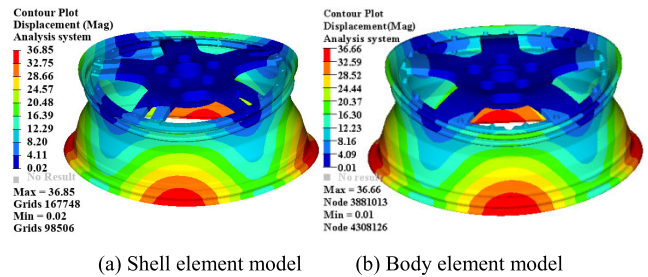 Contour Plot
Displacement (Mag)
Analysis system
36.85
32.75
28.66
24.57
20.48
16.39
12.29
8.20
4.11
0.02
No Result
Max = 36.85
Grids 167748
Min = 0.02
Grids 98506
Contour Plot
Displacement(Mag)
Analysis system
36.66
32.59
28.52
24.44
20.37
16.30
12.23
8.16
4.09
0.01
No result
Max = 36.66
Node 3881013
Min = 0.01
Node 4308126
(a) Shell element model
(b) Body element model